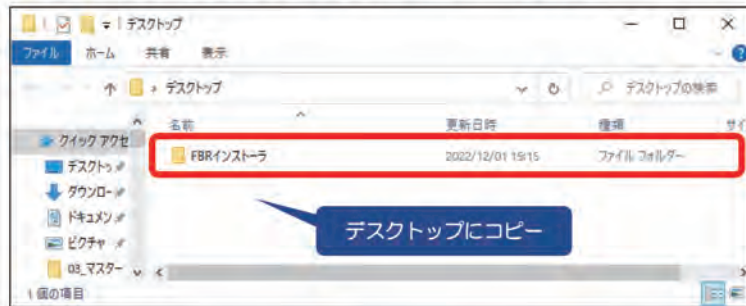 デスクトップ
ファイル ホーム 共有 表示
デスクトップ
デスクトップの検索
名前 更新日時 種類 サイ
クイック アクセ
FBRインストーラ 2022/12/01 15:15 ファイル フォルダー
デスクトッ
ダウンロー
ドキュメン
ピクチャ
03_マスター
デスクトップにコピー
1 個の項目